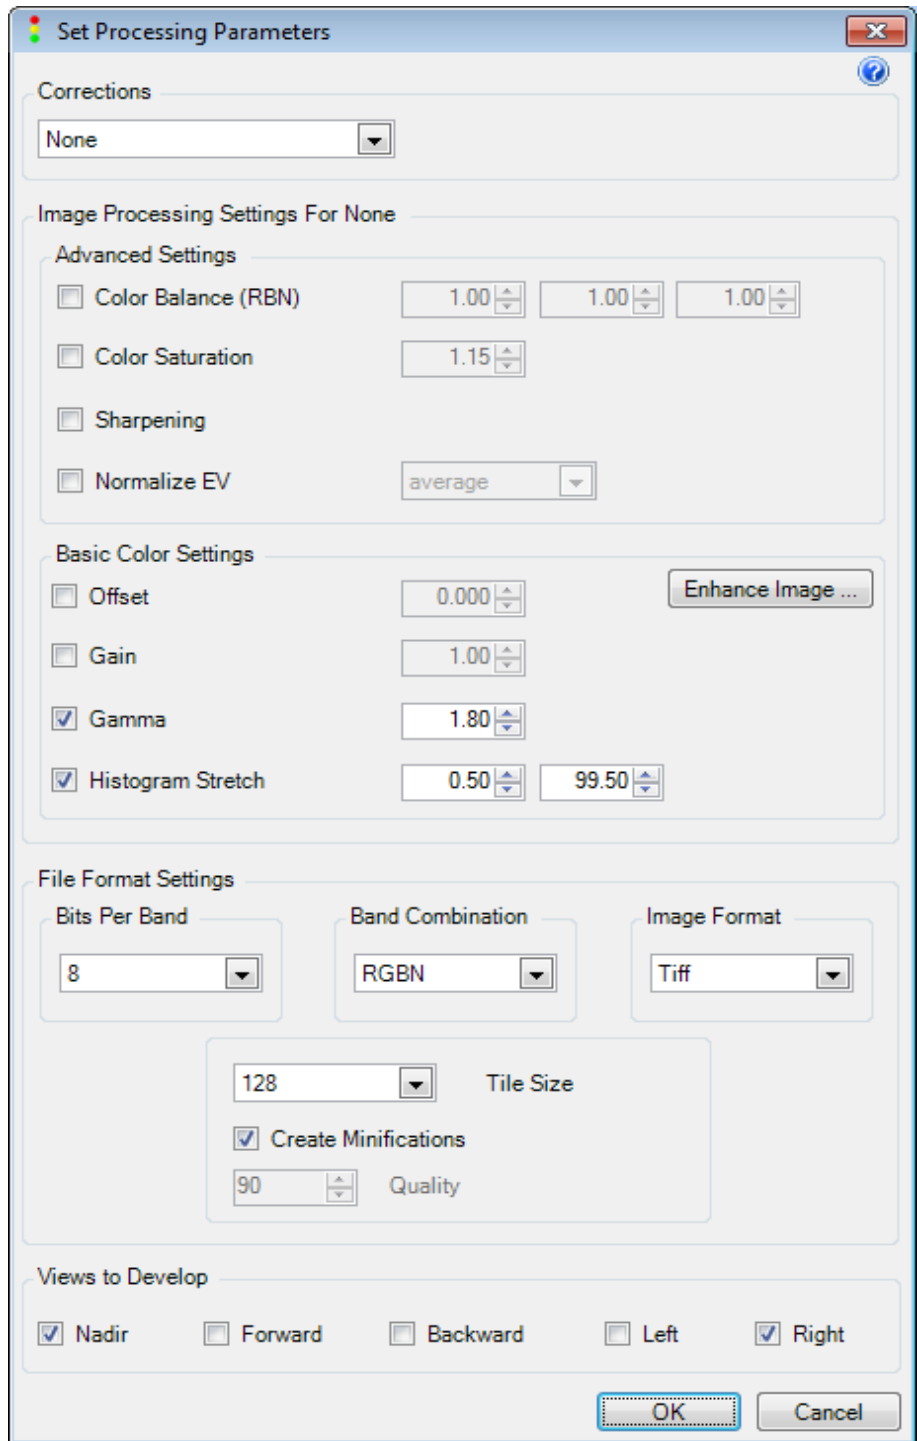 Set Processing Parameters
Corrections
None
Image Processing Settings For None
Advanced Settings
Color Balance (RBN) 1.00 1.00 1.00
Color Saturation 1.15
Sharpening
Normalize EV average
Basic Color Settings
Offset 0.000 Enhance Image ...
Gain 1.00
Gamma 1.80
Histogram Stretch 0.50 99.50
File Format Settings
Bits Per Band Band Combination Image Format
8 RGBN Tiff
128 Tile Size
Create Minifications
90 Quality
Views to Develop
Nadir Forward Backward Left Right
OK Cancel